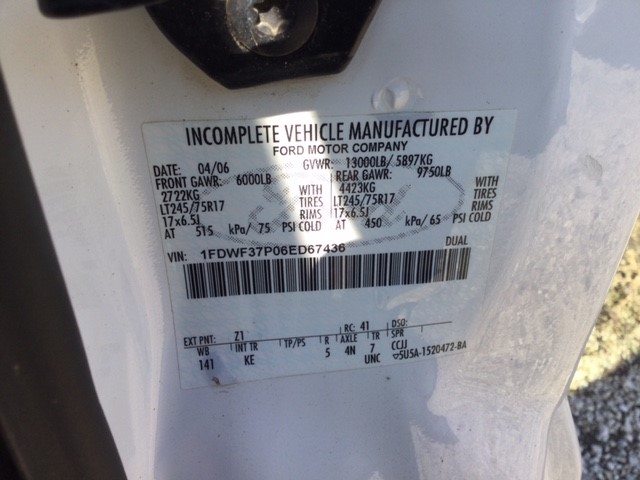 INCOMPLETE VEHICLE MANUFACTURED BY
FORD MOTOR COMPANY
DATE: 04/06 GVWR: 13000LB/ 5897KG
FRONT GAWR: 6000LB REAR GAWR: 9750LB
2722KG WITH 4423KG WITH
LT245/75R17 TIRES LT245/75R17 TIRES
17x6.5J RIMS 17x6.5J RIMS
AT 515 kPa/ 75 PSI COLD AT 450 kPa/ 65 PSI COLD
VIN: 1FDWF37P06ED67436 DUAL
EXT PNT: Z1 RC: 41 DSO:
WB INT TR TP/PS R AXLE TR SPR
141 KE 5 4N 7 CCJJ
UNC 5U5A-1520472-BA